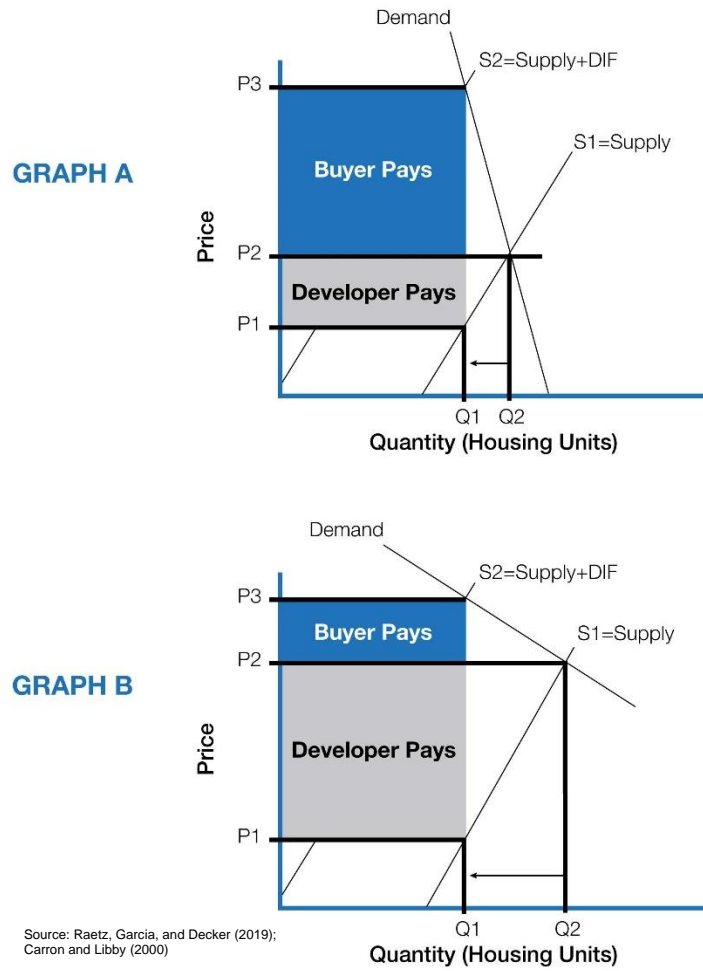 Demand
P3
S2=Supply+DIF
S1=Supply
GRAPH A
Buyer Pays
Price
P2
Developer Pays
P1
Q1
Q2
Quantity (Housing Units)
Demand
S2=Supply+DIF
P3
Buyer Pays
S1=Supply
P2
GRAPH B
Price
Developer Pays
P1
Q1
Q2
Source: Raetz, Garcia, and Decker (2019);
Carron and Libby (2000)
Quantity (Housing Units)